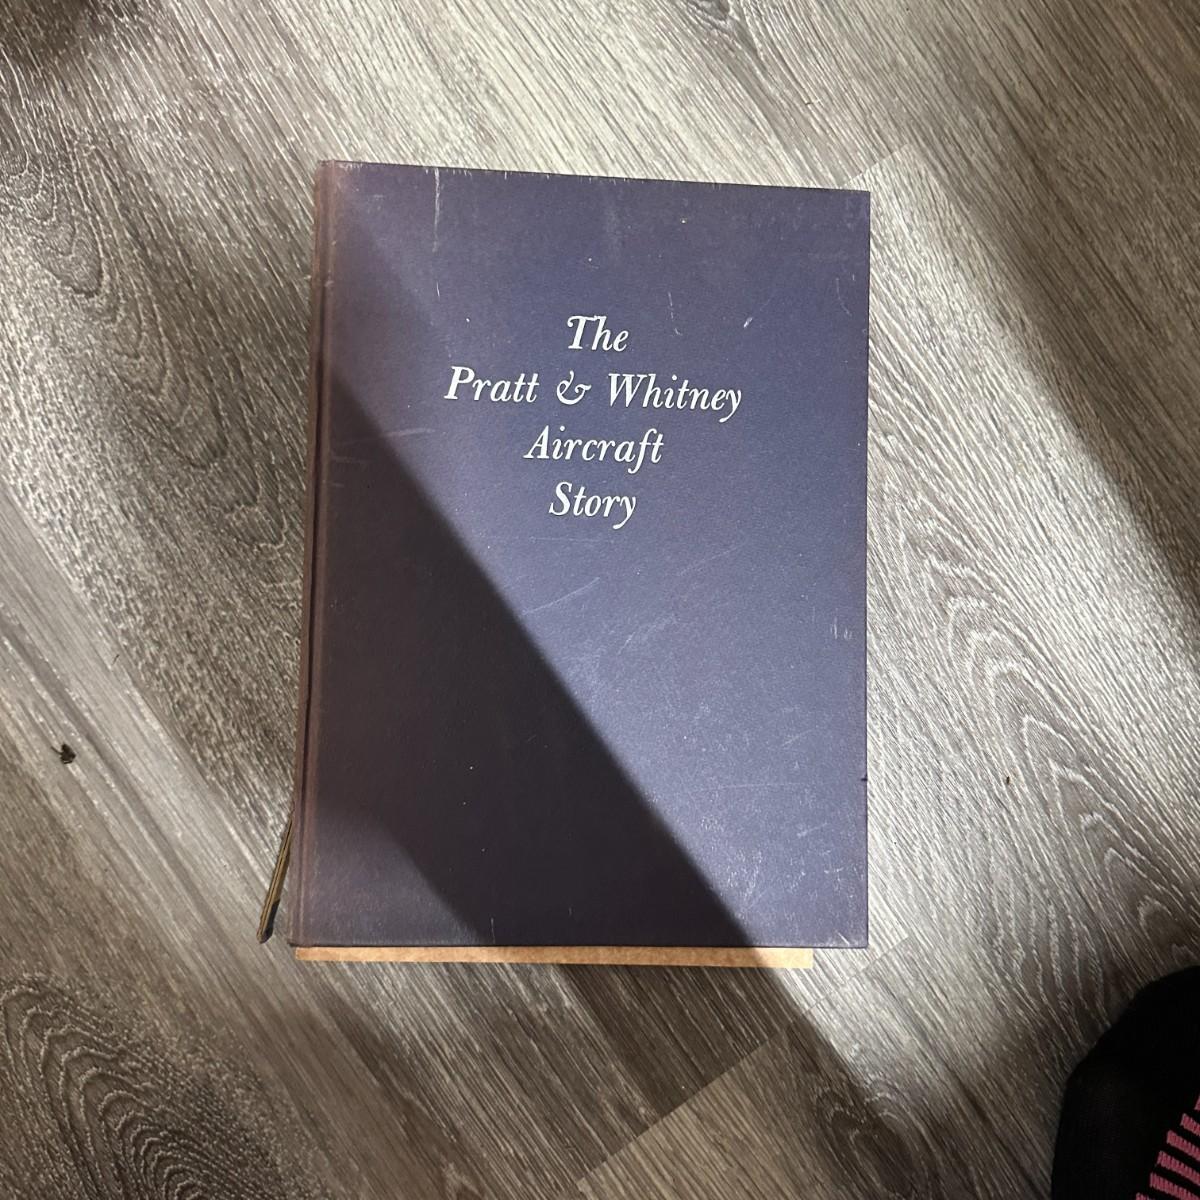 The
Pratt & Whitney
Aircraft
Story